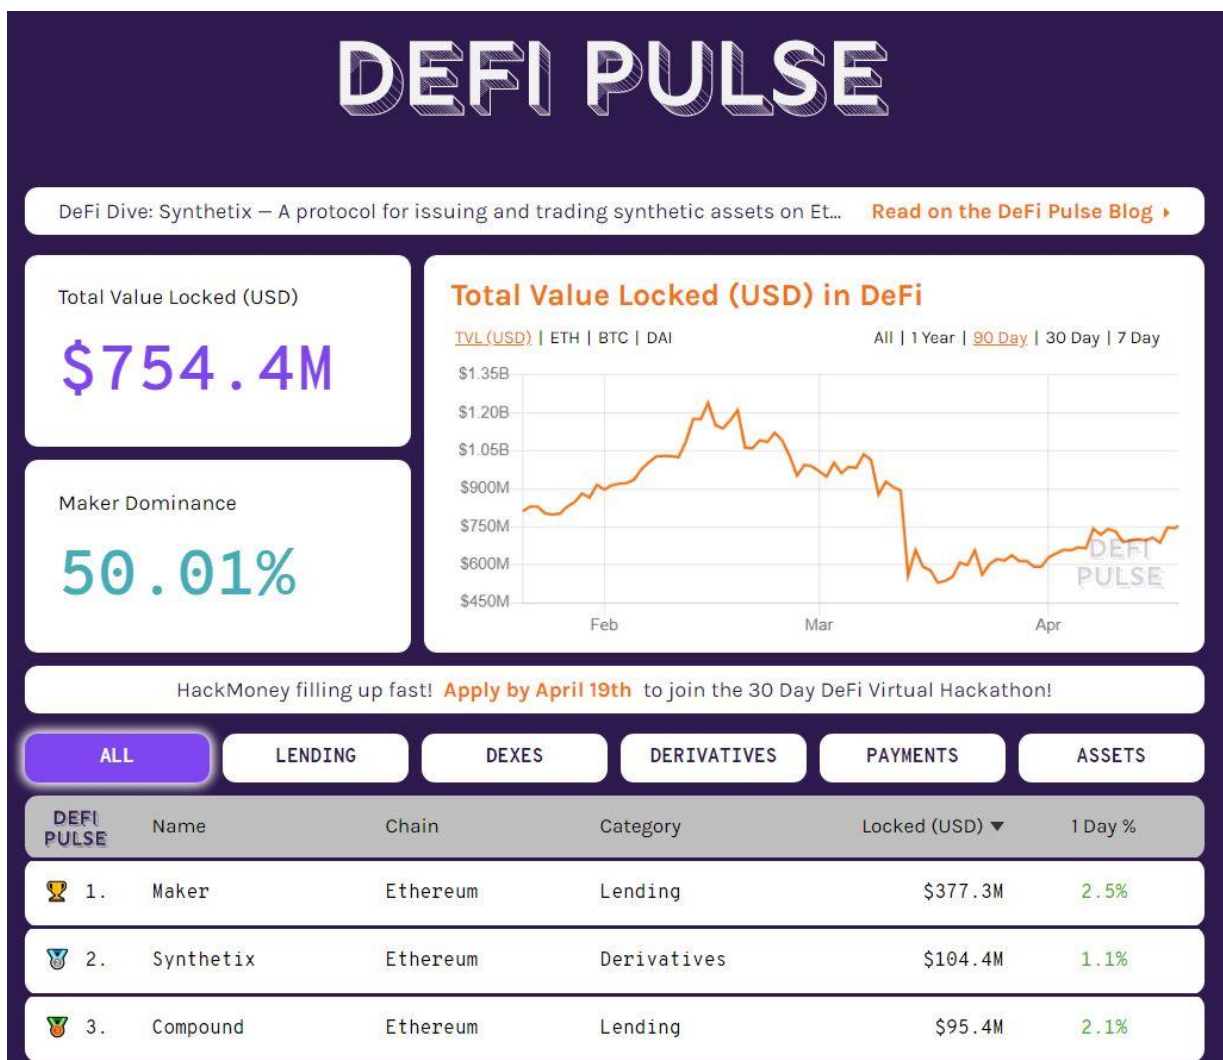 DEFI PULSE
DeFi Dive: Synthetix — A protocol for issuing and trading synthetic assets on Et... Read on the DeFi Pulse Blog
Total Value Locked (USD)
$754.4M
Maker Dominance
50.01%
Total Value Locked (USD) in DeFi
TVL (USD) | ETH | BTC | DAI All | 1 Year | 90 Day | 30 Day | 7 Day
$1.35B
$1.20B
$1.05B
$900M
$750M
$600M
$450M
DEFI
PULSE
Feb Mar Apr
HackMoney filling up fast! Apply by April 19th to join the 30 Day DeFi Virtual Hackathon!
ALL LENDING DEXES DERIVATIVES PAYMENTS ASSETS
DEFI
PULSE
Name Chain Category Locked (USD) ▼ 1 Day %
1. Maker Ethereum Lending $377.3M 2.5%
2. Synthetix Ethereum Derivatives $104.4M 1.1%
3. Compound Ethereum Lending $95.4M 2.1%